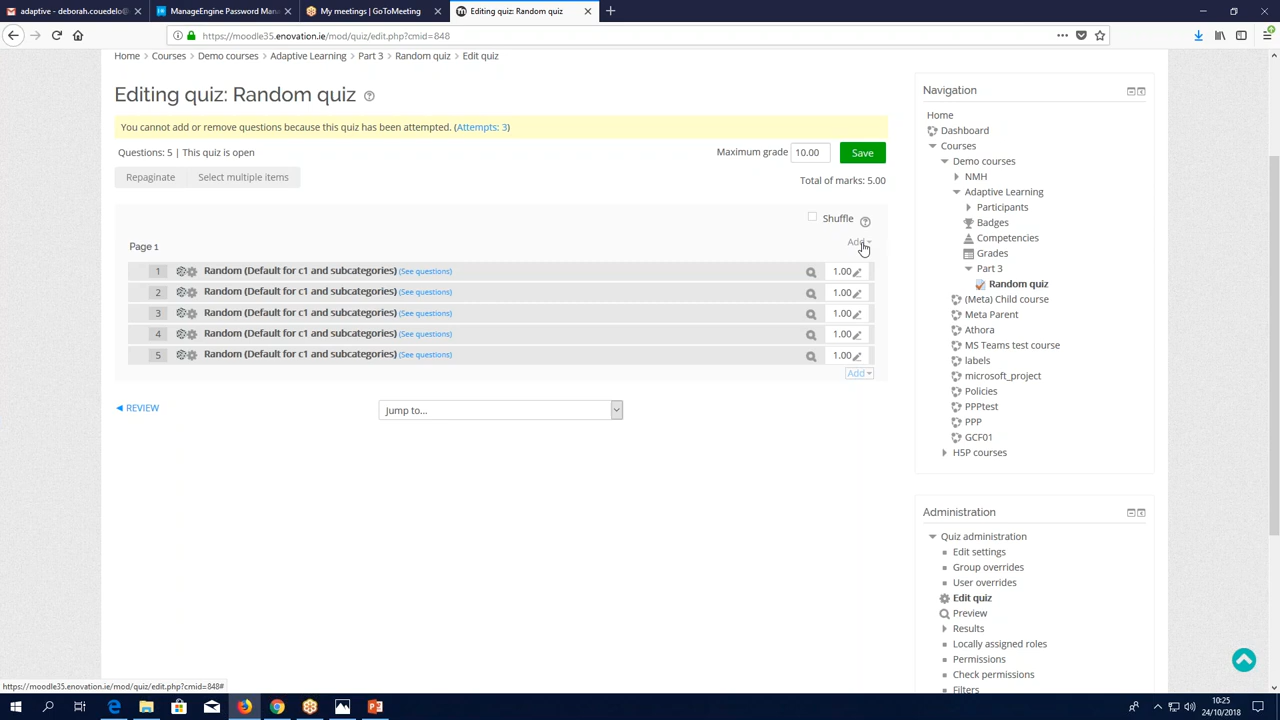 adaptive - deborah.couedelo
ManageEngine Password Man
My meetings | GoToMeeting
Editing quiz: Random quiz
https://moodle35.enovation.ie/mod/quiz/edit.php?cmid=848
Home > Courses > Demo courses > Adaptive Learning > Part 3 > Random quiz > Edit quiz
Editing quiz: Random quiz
You cannot add or remove questions because this quiz has been attempted. (Attempts: 3)
Questions: 5 | This quiz is open
Maximum grade 10.00 Save
Repaginate Select multiple items
Total of marks: 5.00
Shuffle
Add
Page 1
1 Random (Default for c1 and subcategories) (See questions) 1.00
2 Random (Default for c1 and subcategories) (See questions) 1.00
3 Random (Default for c1 and subcategories) (See questions) 1.00
4 Random (Default for c1 and subcategories) (See questions) 1.00
5 Random (Default for c1 and subcategories) (See questions) 1.00
Add
◄ REVIEW
Jump to...
Navigation
Home
Dashboard
Courses
Demo courses
NMH
Adaptive Learning
Participants
Badges
Competencies
Grades
Part 3
Random quiz
(Meta) Child course
Meta Parent
Athora
MS Teams test course
labels
microsoft_project
Policies
PPPtest
PPP
GCF01
H5P courses
Administration
Quiz administration
Edit settings
Group overrides
User overrides
Edit quiz
Preview
Results
Locally assigned roles
Permissions
Check permissions
Filters
https://moodle35.enovation.ie/mod/quiz/edit.php?cmid=848#
10:25
24/10/2018